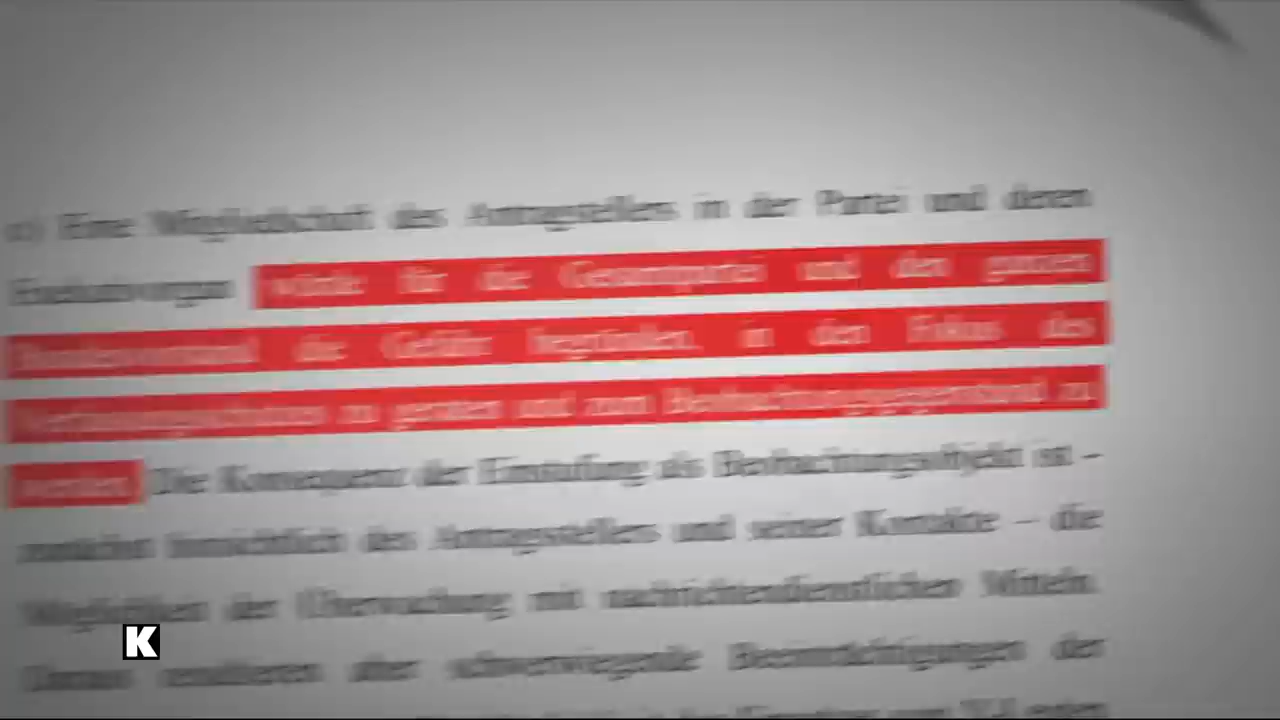 c) Eine Mitgliedschaft des Antragstellers in der Partei und deren
Exekutivorgan würde für die Gesamtpartei und den ganzen
Bundesvorstand die Gefahr begründen, in den Fokus des
Verfassungsschutzes zu geraten und zum Beobachtungsgegenstand zu
werden. Die Konsequenz der Einstufung als Beobachtungsobjekt ist –
zunächst hinsichtlich des Antragstellers und seiner Kontakte – die
Möglichkeit der Überwachung mit nachrichtendienstlichen Mitteln.
Daraus resultieren aber schwerwiegende Beeinträchtigungen der
K